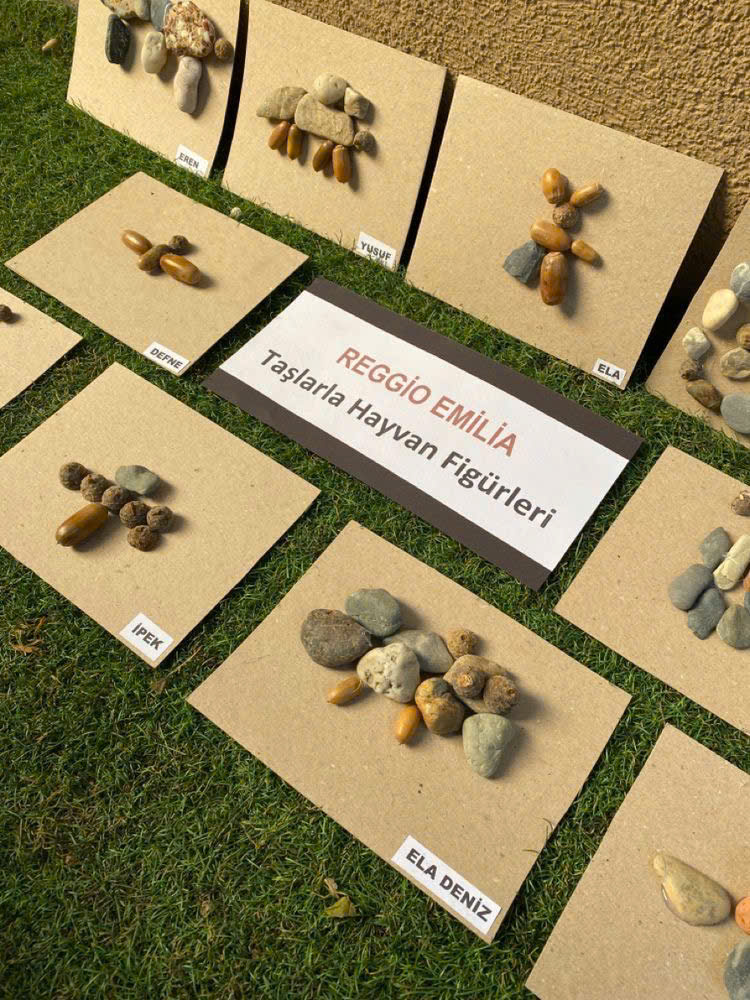 EREN
YUSUF
ELA
DEFNE
REGGİO EMİLİA
Taşlarla Hayvan Figürleri
İPEK
ELA DENİZ